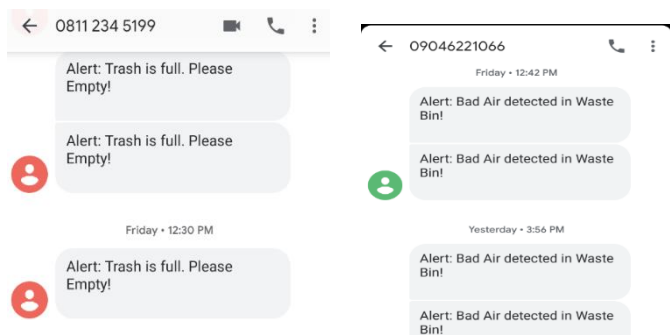 0811 234 5199
Alert: Trash is full. Please
Empty!
Alert: Trash is full. Please
Empty!
Friday • 12:30 PM
Alert: Trash is full. Please
Empty!
09046221066
Friday • 12:42 PM
Alert: Bad Air detected in Waste
Bin!
Alert: Bad Air detected in Waste
Bin!
Yesterday • 3:56 PM
Alert: Bad Air detected in Waste
Bin!
Alert: Bad Air detected in Waste
Bin!